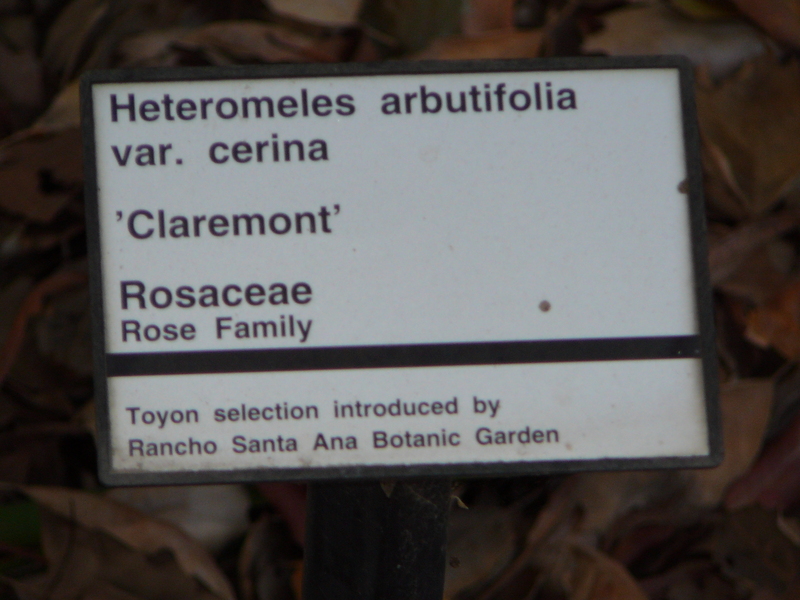 Heteromeles arbutifolia
var. cerina
'Claremont'
Rosaceae
Rose Family
Toyon selection introduced by
Rancho Santa Ana Botanic Garden